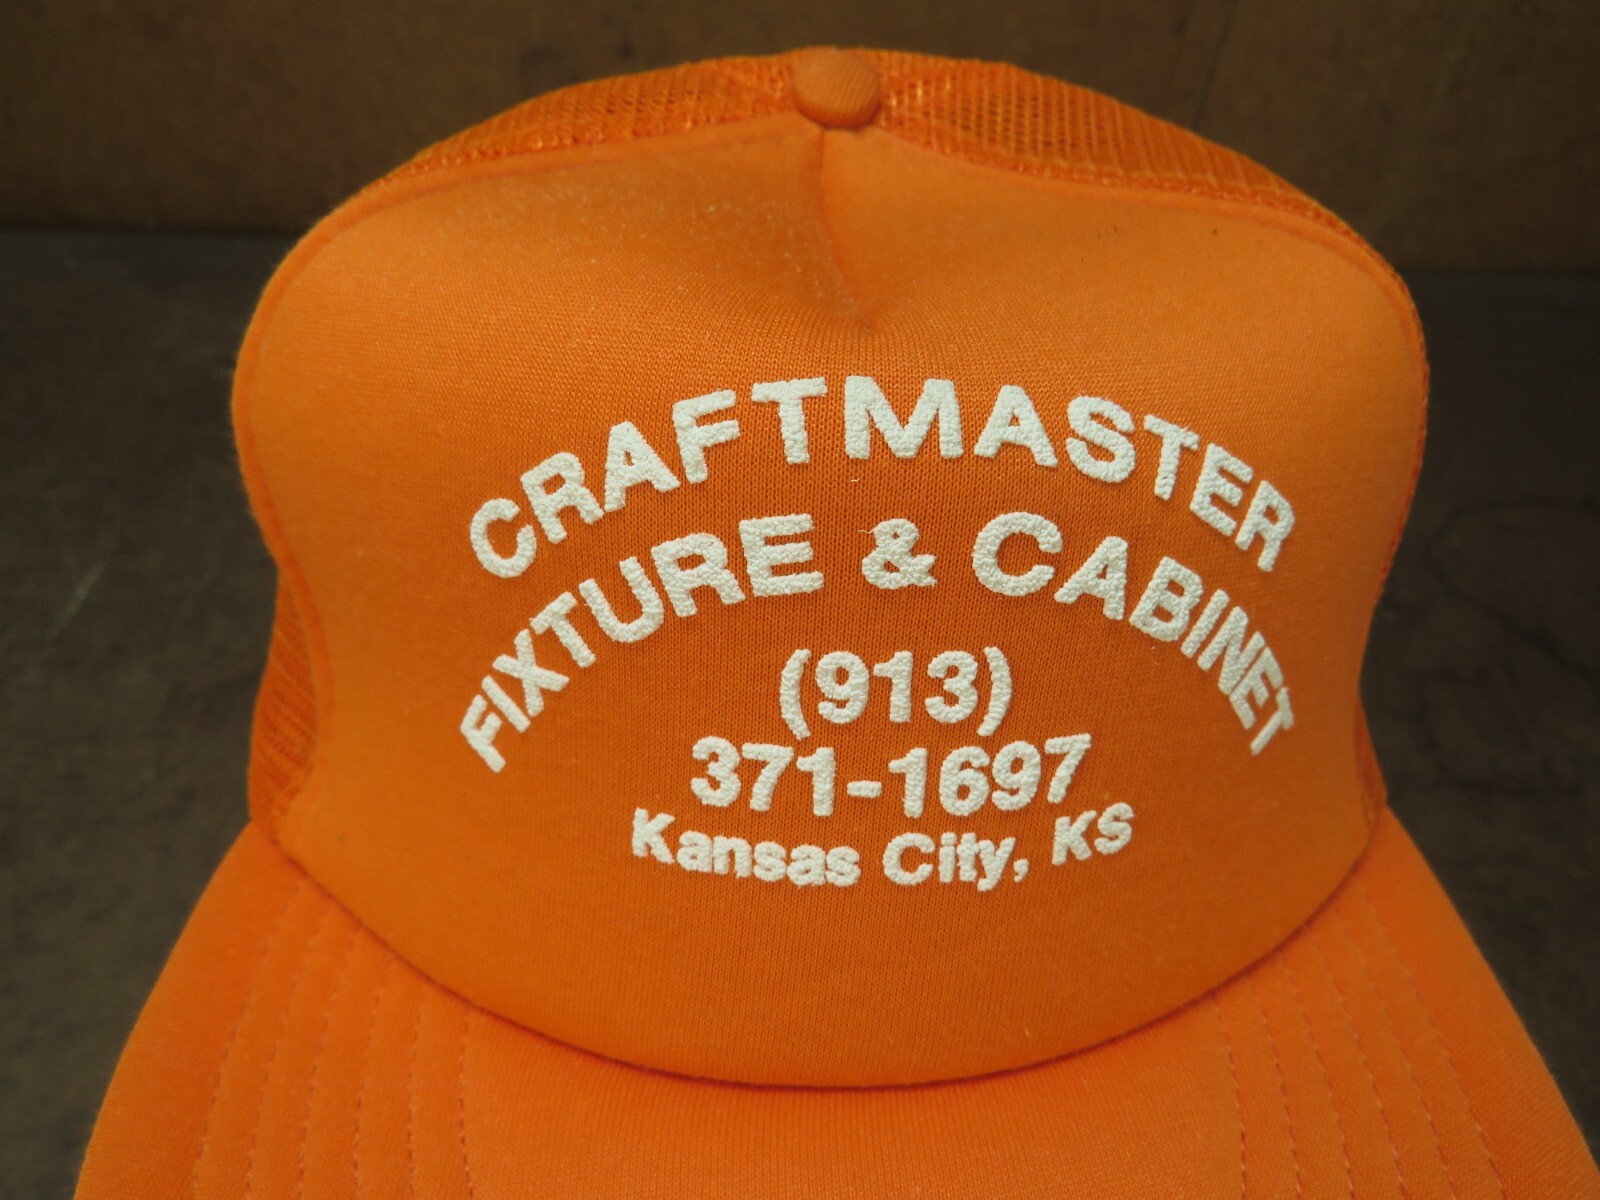 CRAFTMASTER
FIXTURE & CABINET
(913)
371-1697
Kansas City, KS